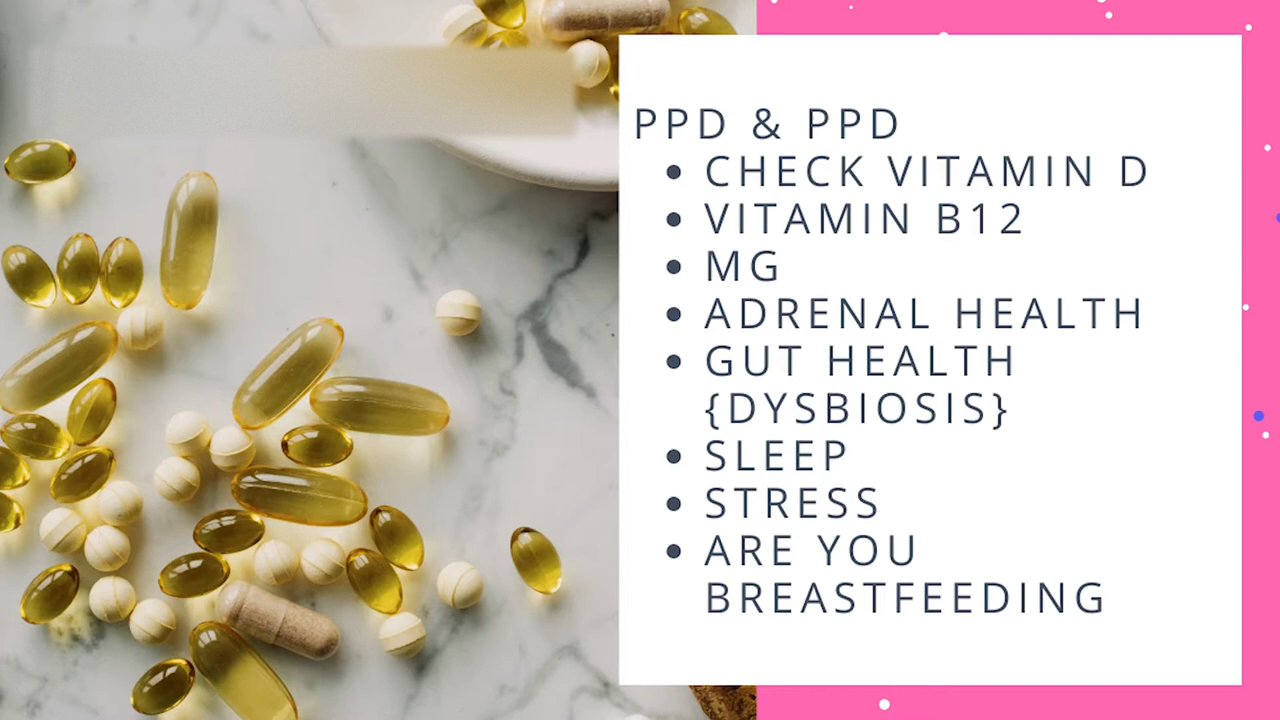 PPD & PPD
• CHECK VITAMIN D
• VITAMIN B12
• MG
• ADRENAL HEALTH
• GUT HEALTH
{DYSBIOSIS}
• SLEEP
• STRESS
• ARE YOU
BREASTFEEDING